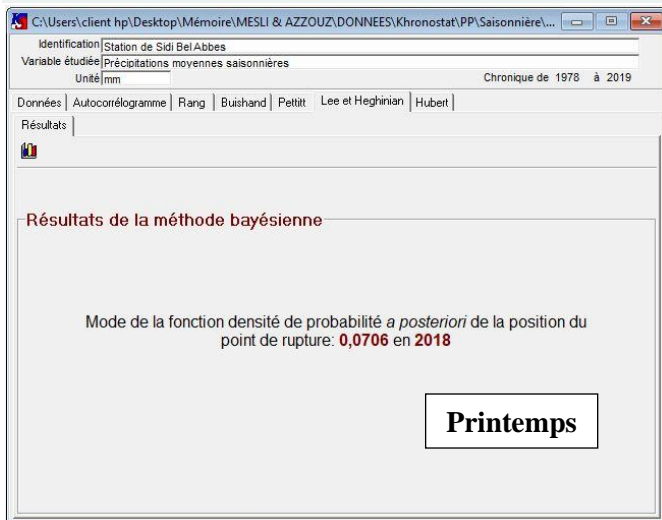 C:\Users\client hp\Desktop\Mémoire\MESLI & AZZOUZ\DONNEES\Khronostat\PP\Saisonnière\...
Identification Station de Sidi Bel Abbes
Variable étudiée Précipitations moyennes saisonnières
Unité mm Chronique de 1978 à 2019
Données Autocorrélogramme Rang Buishand Pettitt Lee et Heghinian Hubert
Résultats
Résultats de la méthode bayésienne
Mode de la fonction densité de probabilité a posteriori de la position du
point de rupture: 0,0706 en 2018
Printemps